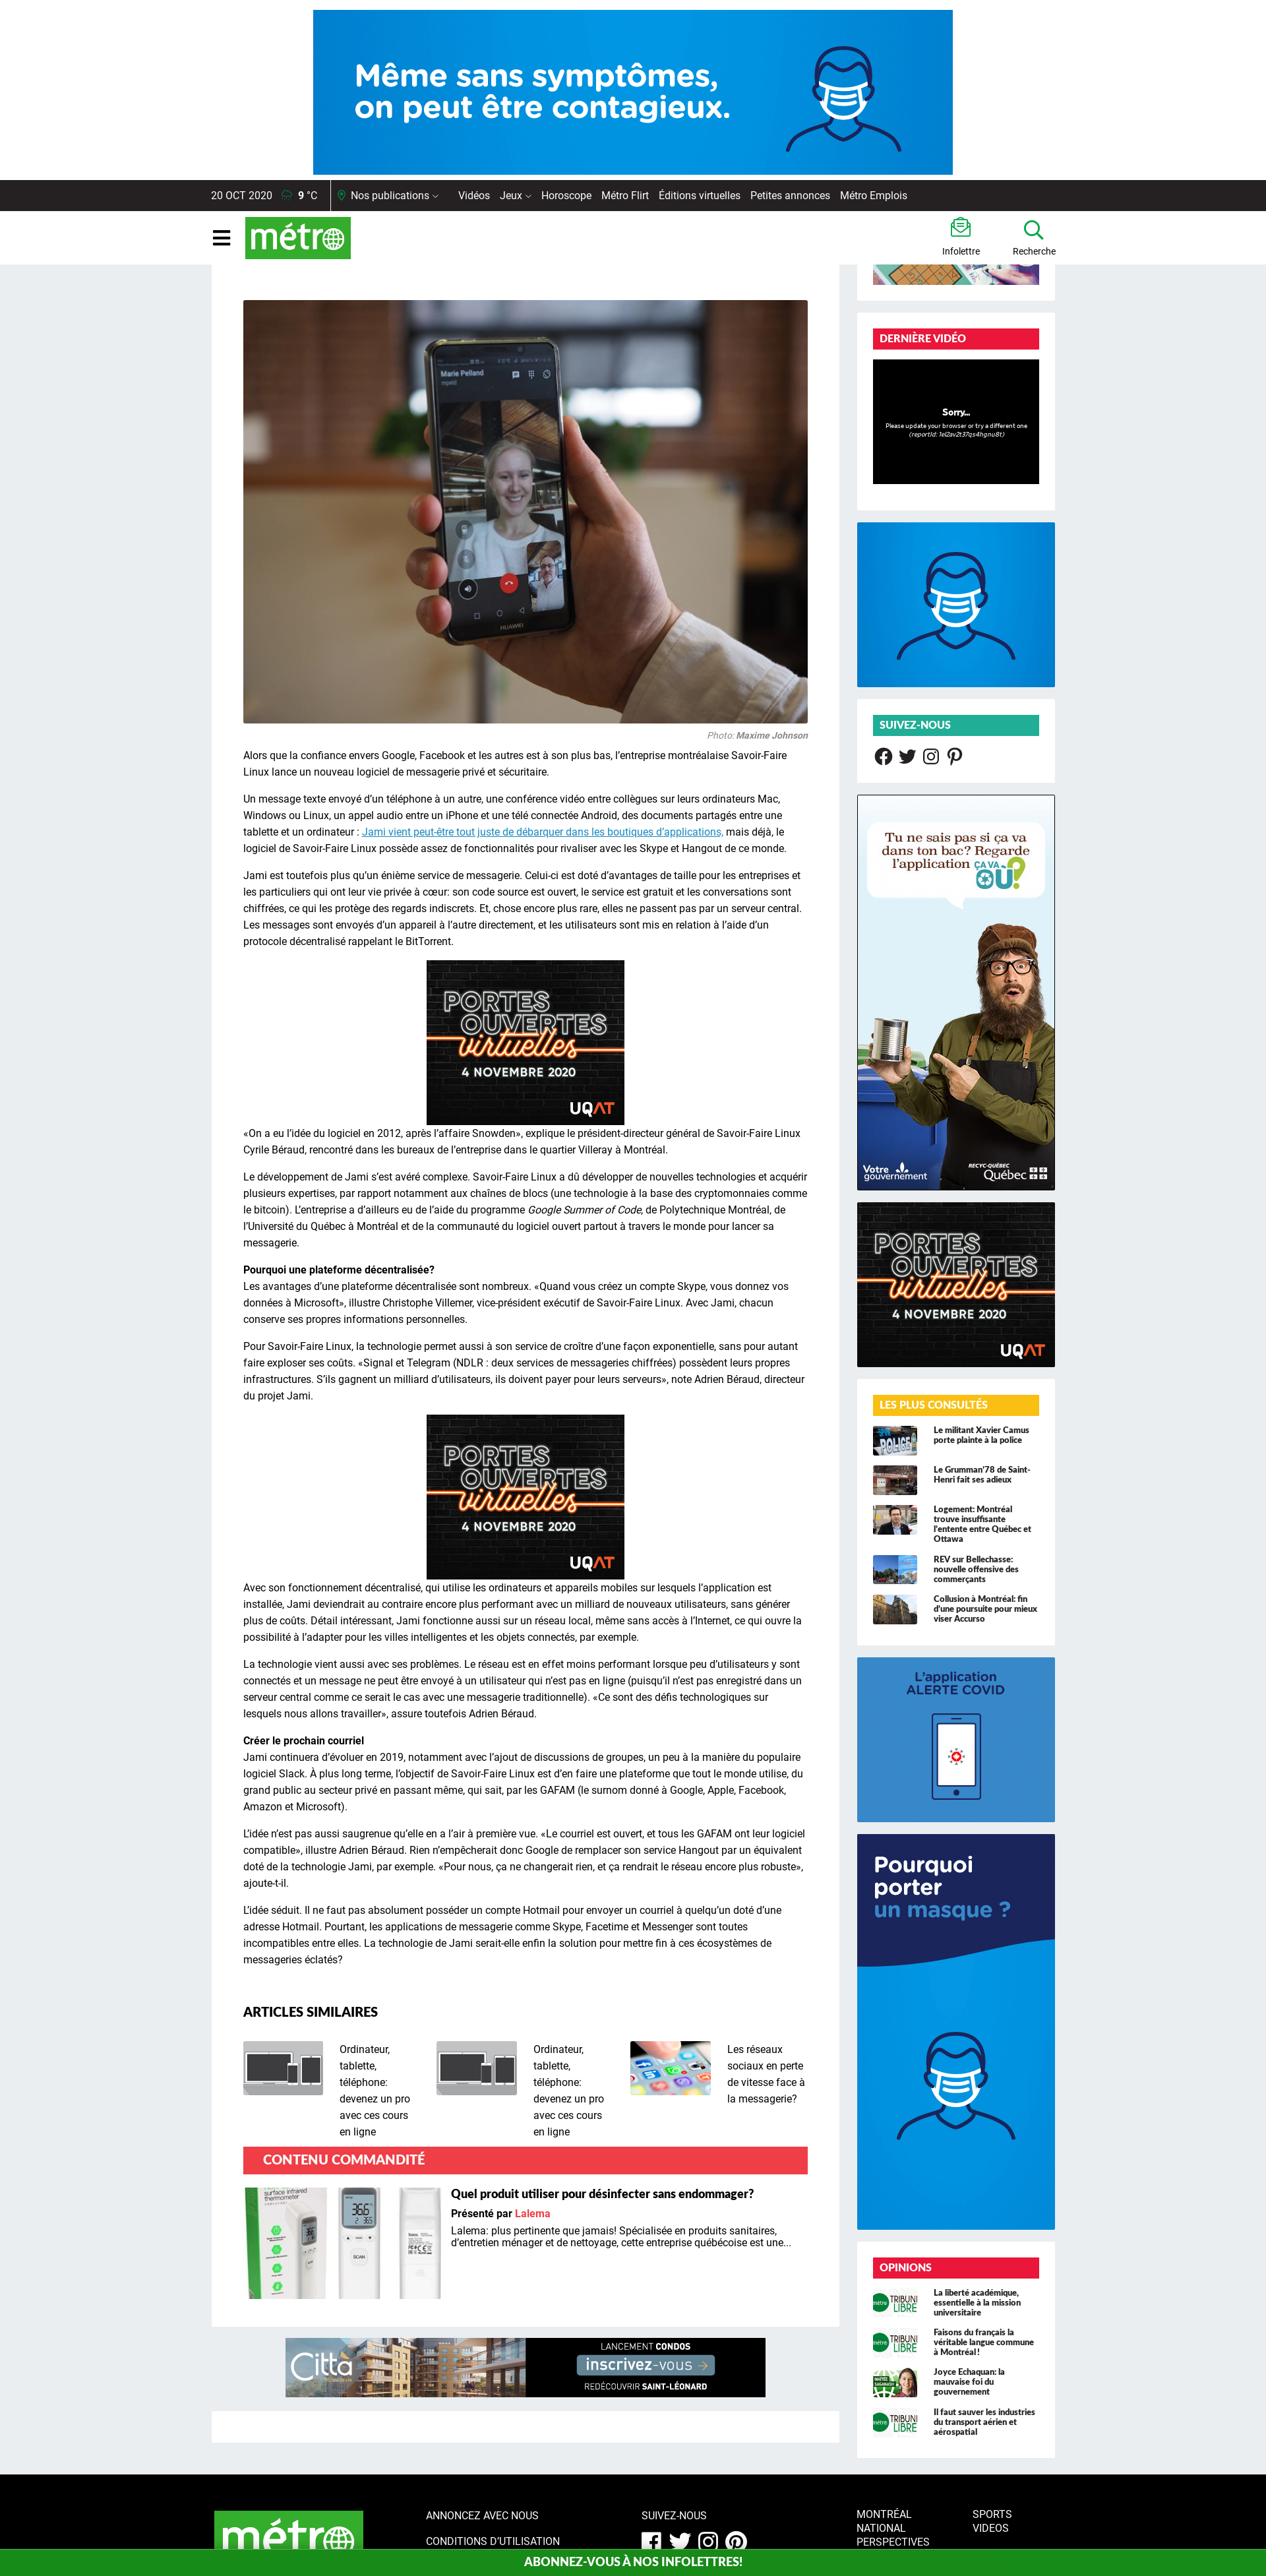 Même sans symptômes,
on peut être contagieux.
20 OCT 2020 9 °C Nos publications Vidéos Jeux Horoscope Métro Flirt Éditions virtuelles Petites annonces Métro Emplois
métro
Infolettre
Recherche
Marie Pelland
HUAWEI
Photo: Maxime Johnson
Alors que la confiance envers Google, Facebook et les autres est à son plus bas, l’entreprise montréalaise Savoir-Faire
Linux lance un nouveau logiciel de messagerie privé et sécuritaire.
Un message texte envoyé d’un téléphone à un autre, une conférence vidéo entre collègues sur leurs ordinateurs Mac,
Windows ou Linux, un appel audio entre un iPhone et une télé connectée Android, des documents partagés entre une
tablette et un ordinateur : Jami vient peut-être tout juste de débarquer dans les boutiques d’applications, mais déjà, le
logiciel de Savoir-Faire Linux possède assez de fonctionnalités pour rivaliser avec les Skype et Hangout de ce monde.
Jami est toutefois plus qu’un énième service de messagerie. Celui-ci est doté d’avantages de taille pour les entreprises et
les particuliers qui ont leur vie privée à cœur: son code source est ouvert, le service est gratuit et les conversations sont
chiffrées, ce qui les protège des regards indiscrets. Et, chose encore plus rare, elles ne passent pas par un serveur central.
Les messages sont envoyés d’un appareil à l’autre directement, et les utilisateurs sont mis en relation à l’aide d’un
protocole décentralisé rappelant le BitTorrent.
PORTES
OUVERTES
virtuelles
4 NOVEMBRE 2020
UQAT
«On a eu l’idée du logiciel en 2012, après l’affaire Snowden», explique le président-directeur général de Savoir-Faire Linux
Cyrile Béraud, rencontré dans les bureaux de l’entreprise dans le quartier Villeray à Montréal.
Le développement de Jami s’est avéré complexe. Savoir-Faire Linux a dû développer de nouvelles technologies et acquérir
plusieurs expertises, par rapport notamment aux chaînes de blocs (une technologie à la base des cryptomonnaies comme
le bitcoin). L’entreprise a d’ailleurs eu de l’aide du programme Google Summer of Code, de Polytechnique Montréal, de
l’Université du Québec à Montréal et de la communauté du logiciel ouvert partout à travers le monde pour lancer sa
messagerie.
Pourquoi une plateforme décentralisée?
Les avantages d’une plateforme décentralisée sont nombreux. «Quand vous créez un compte Skype, vous donnez vos
données à Microsoft», illustre Christophe Villemer, vice-président exécutif de Savoir-Faire Linux. Avec Jami, chacun
conserve ses propres informations personnelles.
Pour Savoir-Faire Linux, la technologie permet aussi à son service de croître d’une façon exponentielle, sans pour autant
faire exploser ses coûts. «Signal et Telegram (NDLR : deux services de messageries chiffrées) possèdent leurs propres
infrastructures. S’ils gagnent un milliard d’utilisateurs, ils doivent payer pour leurs serveurs», note Adrien Béraud, directeur
du projet Jami.
PORTES
OUVERTES
virtuelles
4 NOVEMBRE 2020
UQAT
Avec son fonctionnement décentralisé, qui utilise les ordinateurs et appareils mobiles sur lesquels l’application est
installée, Jami deviendrait au contraire encore plus performant avec un milliard de nouveaux utilisateurs, sans générer
plus de coûts. Détail intéressant, Jami fonctionne aussi sur un réseau local, même sans accès à l’Internet, ce qui ouvre la
possibilité à l’adapter pour les villes intelligentes et les objets connectés, par exemple.
La technologie vient aussi avec ses problèmes. Le réseau est en effet moins performant lorsque peu d’utilisateurs y sont
connectés et un message ne peut être envoyé à un utilisateur qui n’est pas en ligne (puisqu’il n’est pas enregistré dans un
serveur central comme ce serait le cas avec une messagerie traditionnelle). «Ce sont des défis technologiques sur
lesquels nous allons travailler», assure toutefois Adrien Béraud.
Créer le prochain courriel
Jami continuera d’évoluer en 2019, notamment avec l’ajout de discussions de groupes, un peu à la manière du populaire
logiciel Slack. À plus long terme, l’objectif de Savoir-Faire Linux est d’en faire une plateforme que tout le monde utilise, du
grand public au secteur privé en passant même, qui sait, par les GAFAM (le surnom donné à Google, Apple, Facebook,
Amazon et Microsoft).
L’idée n’est pas aussi saugrenue qu’elle en a l’air à première vue. «Le courriel est ouvert, et tous les GAFAM ont leur logiciel
compatible», illustre Adrien Béraud. Rien n’empêcherait donc Google de remplacer son service Hangout par un équivalent
doté de la technologie Jami, par exemple. «Pour nous, ça ne changerait rien, et ça rendrait le réseau encore plus robuste»,
ajoute-t-il.
L’idée séduit. Il ne faut pas absolument posséder un compte Hotmail pour envoyer un courriel à quelqu’un doté d’une
adresse Hotmail. Pourtant, les applications de messagerie comme Skype, Facetime et Messenger sont toutes
incompatibles entre elles. La technologie de Jami serait-elle enfin la solution pour mettre fin à ces écosystèmes de
messageries éclatés?
ARTICLES SIMILAIRES
Ordinateur,
tablette,
téléphone:
devenez un pro
avec ces cours
en ligne
Ordinateur,
tablette,
téléphone:
devenez un pro
avec ces cours
en ligne
Les réseaux
sociaux en perte
de vitesse face à
la messagerie?
CONTENU COMMANDITÉ
surface infrared
thermometer
SCAN
SCAN
Quel produit utiliser pour désinfecter sans endommager?
Présenté par Lalema
Lalema: plus pertinente que jamais! Spécialisée en produits sanitaires,
d’entretien ménager et de nettoyage, cette entreprise québécoise est une...
Città
LANCEMENT CONDOS
inscrivez-vous
REDÉCOUVRIR SAINT-LÉONARD
DERNIÈRE VIDÉO
Sorry...
Please update your browser or try a different one
(reportId: 1el2av2t37qs4hgnu8t)
SUIVEZ-NOUS
Tu ne sais pas si ça va
dans ton bac? Regarde
l’application ÇA VA
OÙ?
Votre
gouvernement
RECYC-QUÉBEC
Québec
PORTES
OUVERTES
virtuelles
4 NOVEMBRE 2020
UQAT
LES PLUS CONSULTÉS
POLICE
Le militant Xavier Camus
porte plainte à la police
Le Grumman’78 de Saint-
Henri fait ses adieux
Logement: Montréal
trouve insuffisante
l’entente entre Québec et
Ottawa
REV sur Bellechasse:
nouvelle offensive des
commerçants
Collusion à Montréal: fin
d’une poursuite pour mieux
viser Accurso
L’application
ALERTE COVID
Pourquoi
porter
un masque ?
OPINIONS
métro TRIBUNE
LIBRE
La liberté académique,
essentielle à la mission
universitaire
métro TRIBUNE
LIBRE
Faisons du français la
véritable langue commune
à Montréal !
Joyce Echaquan: la
mauvaise foi du
gouvernement
métro TRIBUNE
LIBRE
Il faut sauver les industries
du transport aérien et
aérospatial
métro
ANNONCEZ AVEC NOUS
CONDITIONS D’UTILISATION
SUIVEZ-NOUS
MONTRÉAL
NATIONAL
PERSPECTIVES
SPORTS
VIDEOS
ABONNEZ-VOUS À NOS INFOLETTRES!